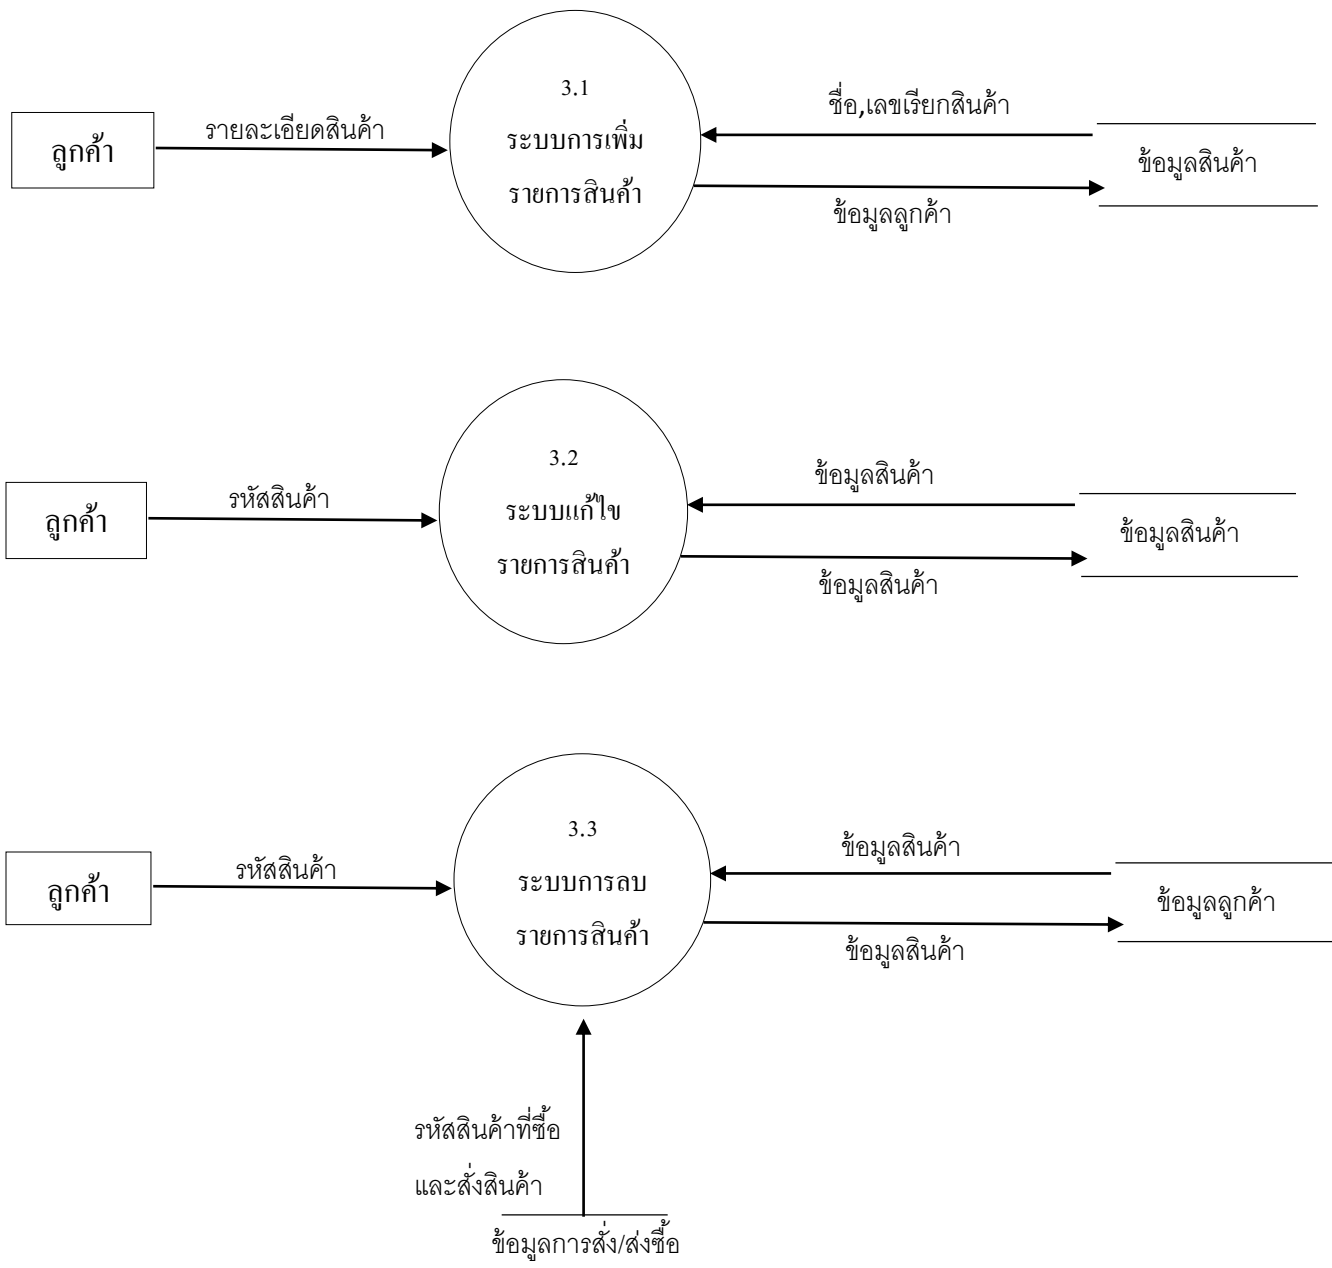 3.1
ระบบการเพิ่ม
รายการสินค้า
ลูกค้า
รายละเอียดสินค้า
ชื่อ,เลขเรียกสินค้า
ข้อมูลสินค้า
ข้อมูลลูกค้า
3.2
ระบบแก้ไข
รายการสินค้า
ลูกค้า
รหัสสินค้า
ข้อมูลสินค้า
ข้อมูลสินค้า
ข้อมูลสินค้า
3.3
ระบบการลบ
รายการสินค้า
ลูกค้า
รหัสสินค้า
ข้อมูลสินค้า
ข้อมูลลูกค้า
ข้อมูลสินค้า
รหัสสินค้าที่ซื้อ
และสั่งสินค้า
ข้อมูลการสั่ง/ส่งซื้อ